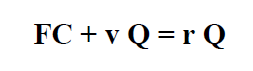 FC + v Q = r Q